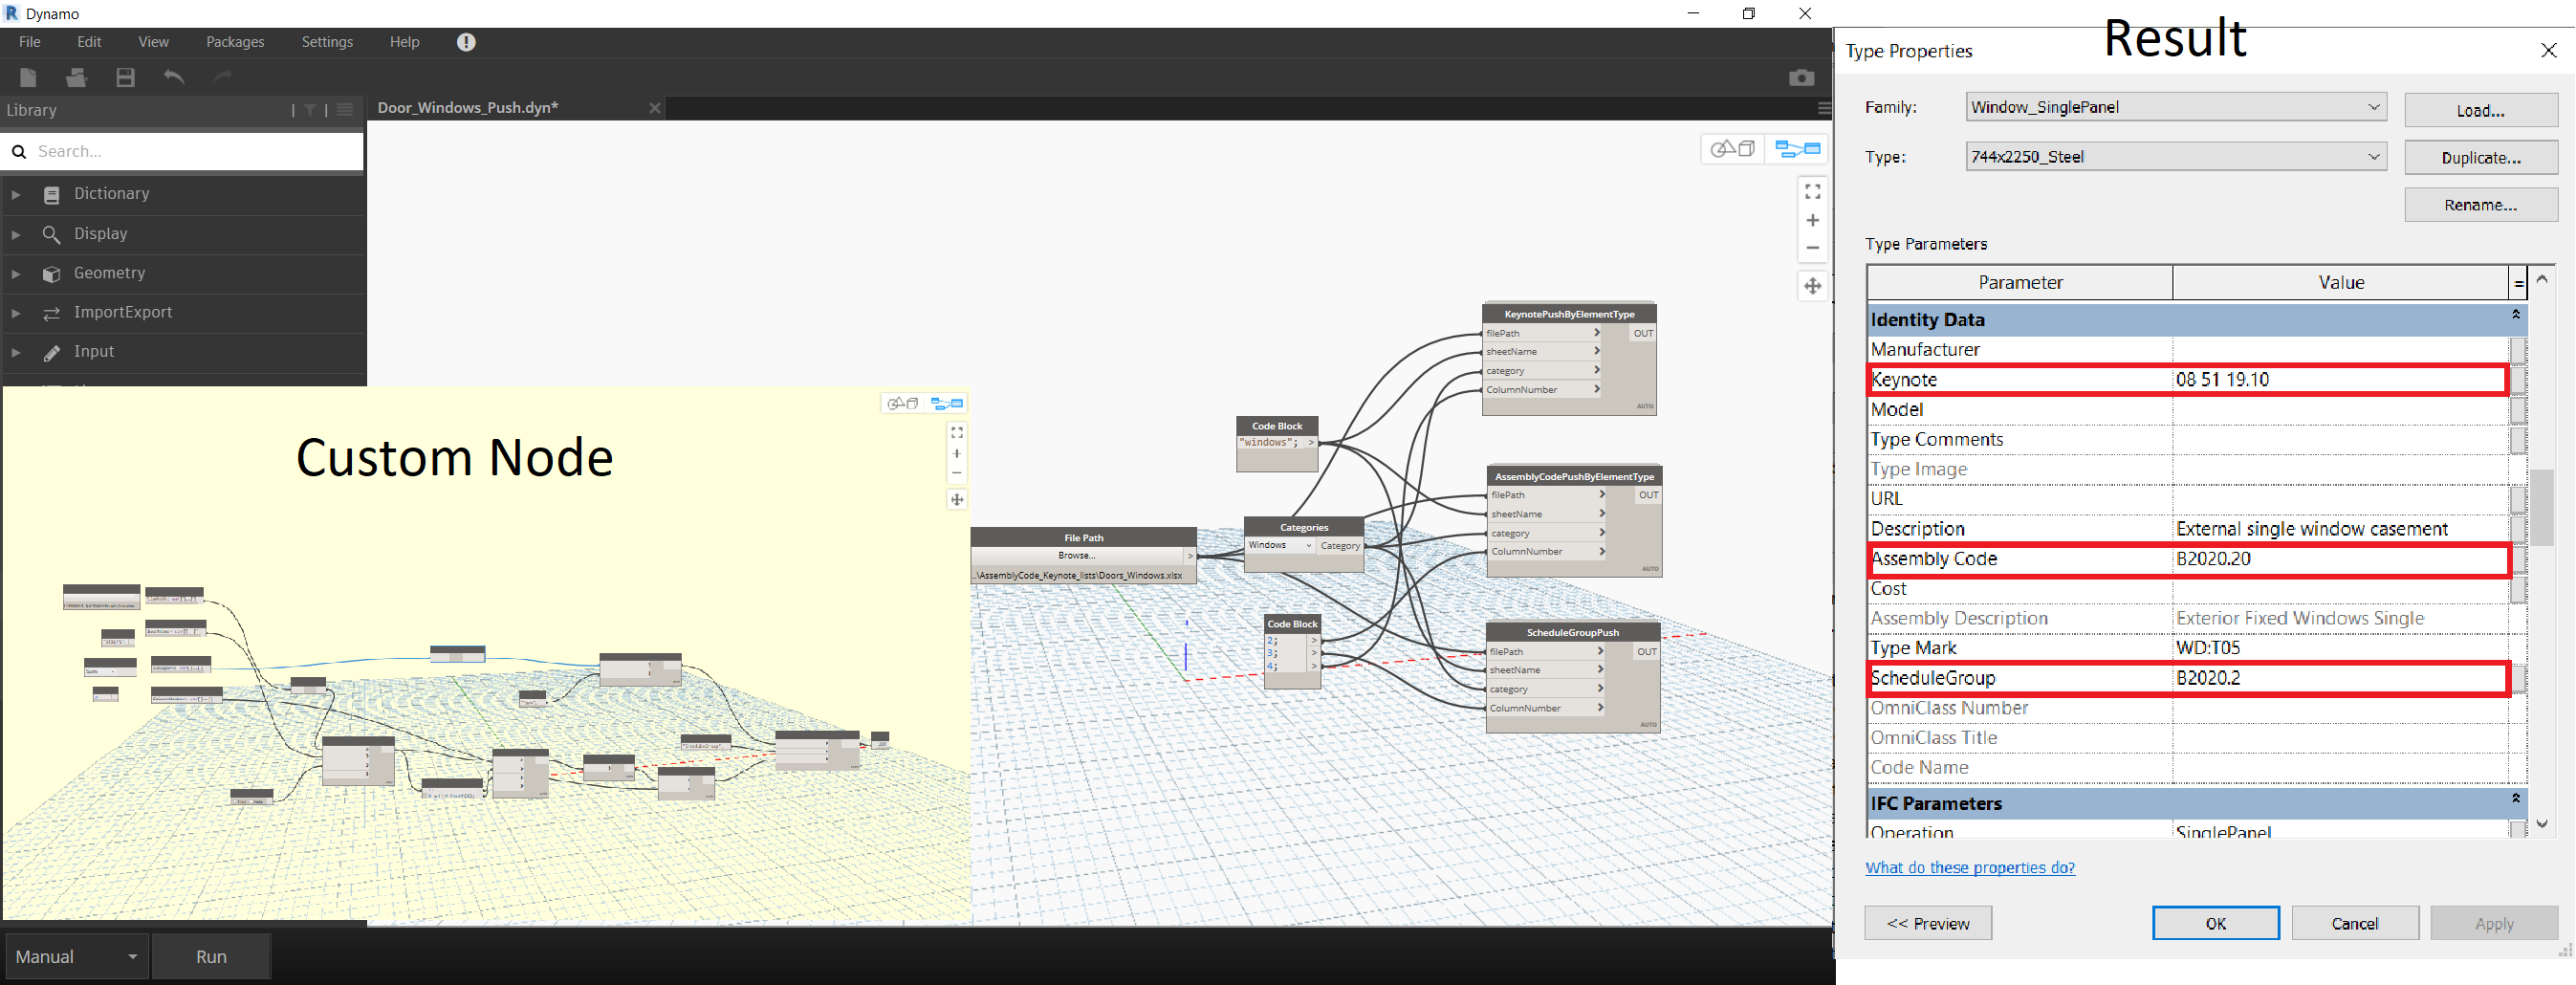 Dynamo
File Edit View Packages Settings Help
Library
Door_Windows_Push.dyn*
Search...
Dictionary
Display
Geometry
ImportExport
Input
Custom Node
File Path
Browse...
>
...\AssemblyCode_Keynote_lists\Doors_Windows.xlsx
Code Block
"windows"; >
Categories
Windows Category
Code Block
2; >
3; >
4; >
KeynotePushByElementType
filePath > OUT
sheetName >
category >
ColumnNumber >
AUTO
AssemblyCodePushByElementType
filePath > OUT
sheetName >
category >
ColumnNumber >
AUTO
ScheduleGroupPush
filePath > OUT
sheetName >
category >
ColumnNumber >
AUTO
Manual Run
Result
Type Properties
Family: Window_SinglePanel Load...
Type: 744x2250_Steel Duplicate...
Rename...
Type Parameters
Parameter Value =
Identity Data
Manufacturer
Keynote 08 51 19.10
Model
Type Comments
Type Image
URL
Description External single window casement
Assembly Code B2020.20
Cost
Assembly Description Exterior Fixed Windows Single
Type Mark WD:T05
ScheduleGroup B2020.2
OmniClass Number
OmniClass Title
Code Name
IFC Parameters
Operation SinglePanel
What do these properties do?
<< Preview OK Cancel Apply